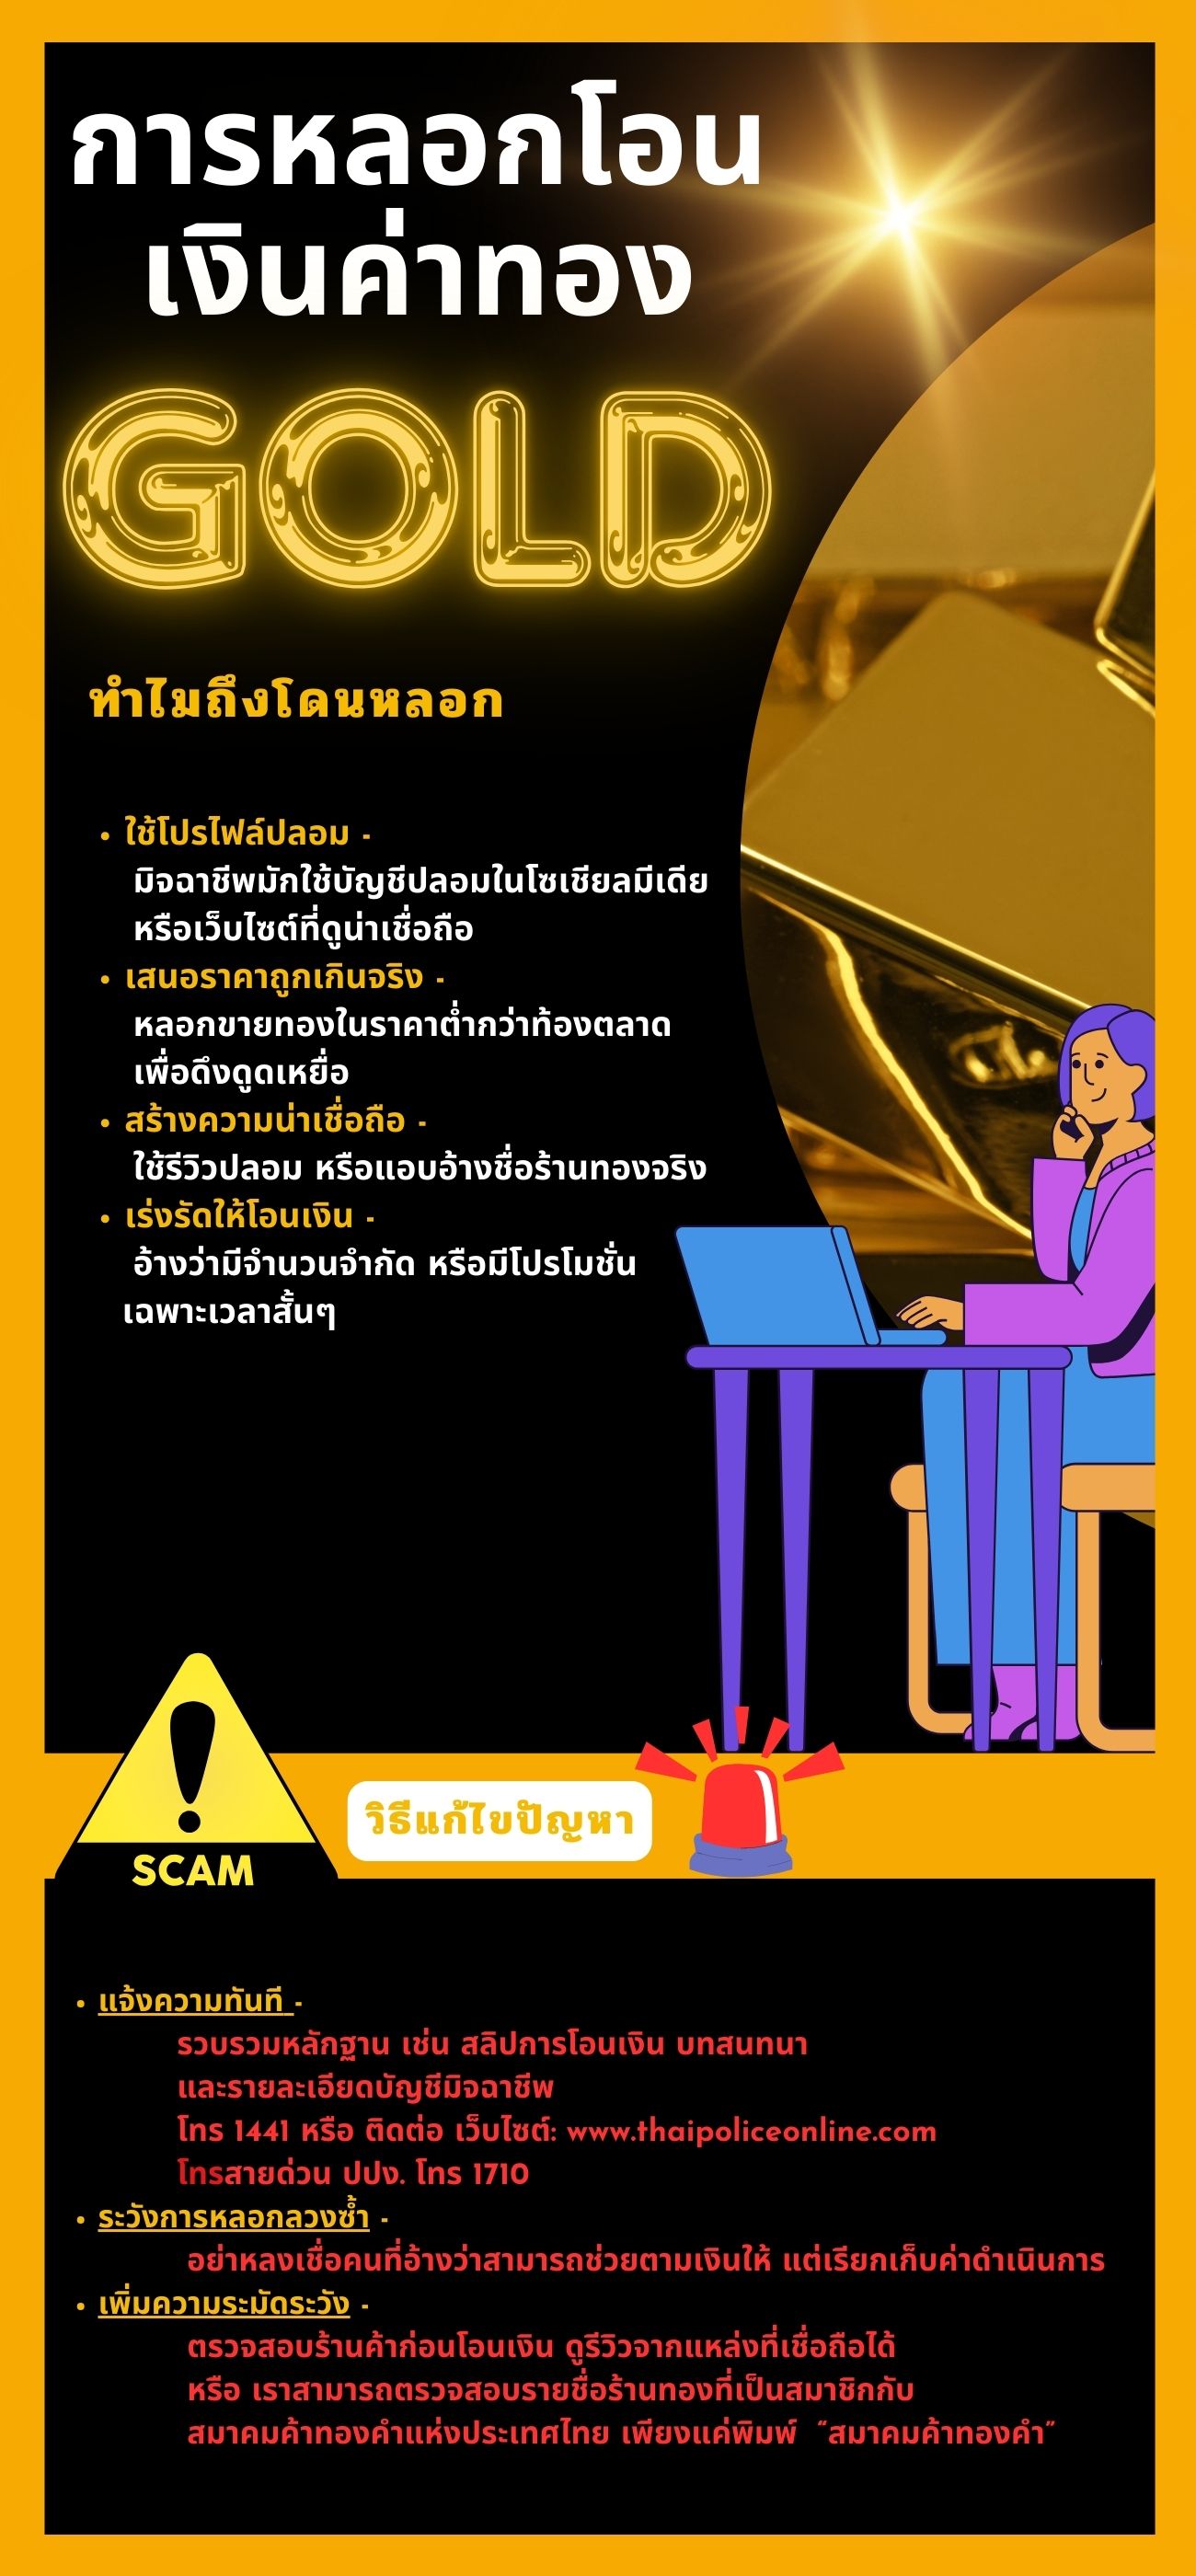 การหลอกโอน
เงินค่าทอง
GOLD
ทำไมถึงโดนหลอก
• ใช้โปรไฟล์ปลอม -
มิจฉาชีพมักใช้บัญชีปลอมในโซเชียลมีเดีย
หรือเว็บไซต์ที่ดูน่าเชื่อถือ
• เสนอราคาถูกเกินจริง -
หลอกขายทองในราคาต่ำกว่าท้องตลาด
เพื่อดึงดูดเหยื่อ
• สร้างความน่าเชื่อถือ -
ใช้รีวิวปลอม หรือแอบอ้างชื่อร้านทองจริง
• เร่งรัดให้โอนเงิน -
อ้างว่ามีจำนวนจำกัด หรือมีโปรโมชั่น
เฉพาะเวลาสั้นๆ
SCAM
วิธีแก้ไขปัญหา
• แจ้งความทันที -
รวบรวมหลักฐาน เช่น สลิปการโอนเงิน บทสนทนา
และรายละเอียดบัญชีมิจฉาชีพ
โทร 1441 หรือ ติดต่อ เว็บไซต์: www.thaipoliceonline.com
โทรสายด่วน ปปง. โทร 1710
• ระวังการหลอกลวงซ้ำ -
อย่าหลงเชื่อคนที่อ้างว่าสามารถช่วยตามเงินให้ แต่เรียกเก็บค่าดำเนินการ
• เพิ่มความระมัดระวัง -
ตรวจสอบร้านค้าก่อนโอนเงิน ดูรีวิวจากแหล่งที่เชื่อถือได้
หรือ เราสามารถตรวจสอบรายชื่อร้านทองที่เป็นสมาชิกกับ
สมาคมค้าทองคำแห่งประเทศไทย เพียงแค่พิมพ์ “สมาคมค้าทองคำ”